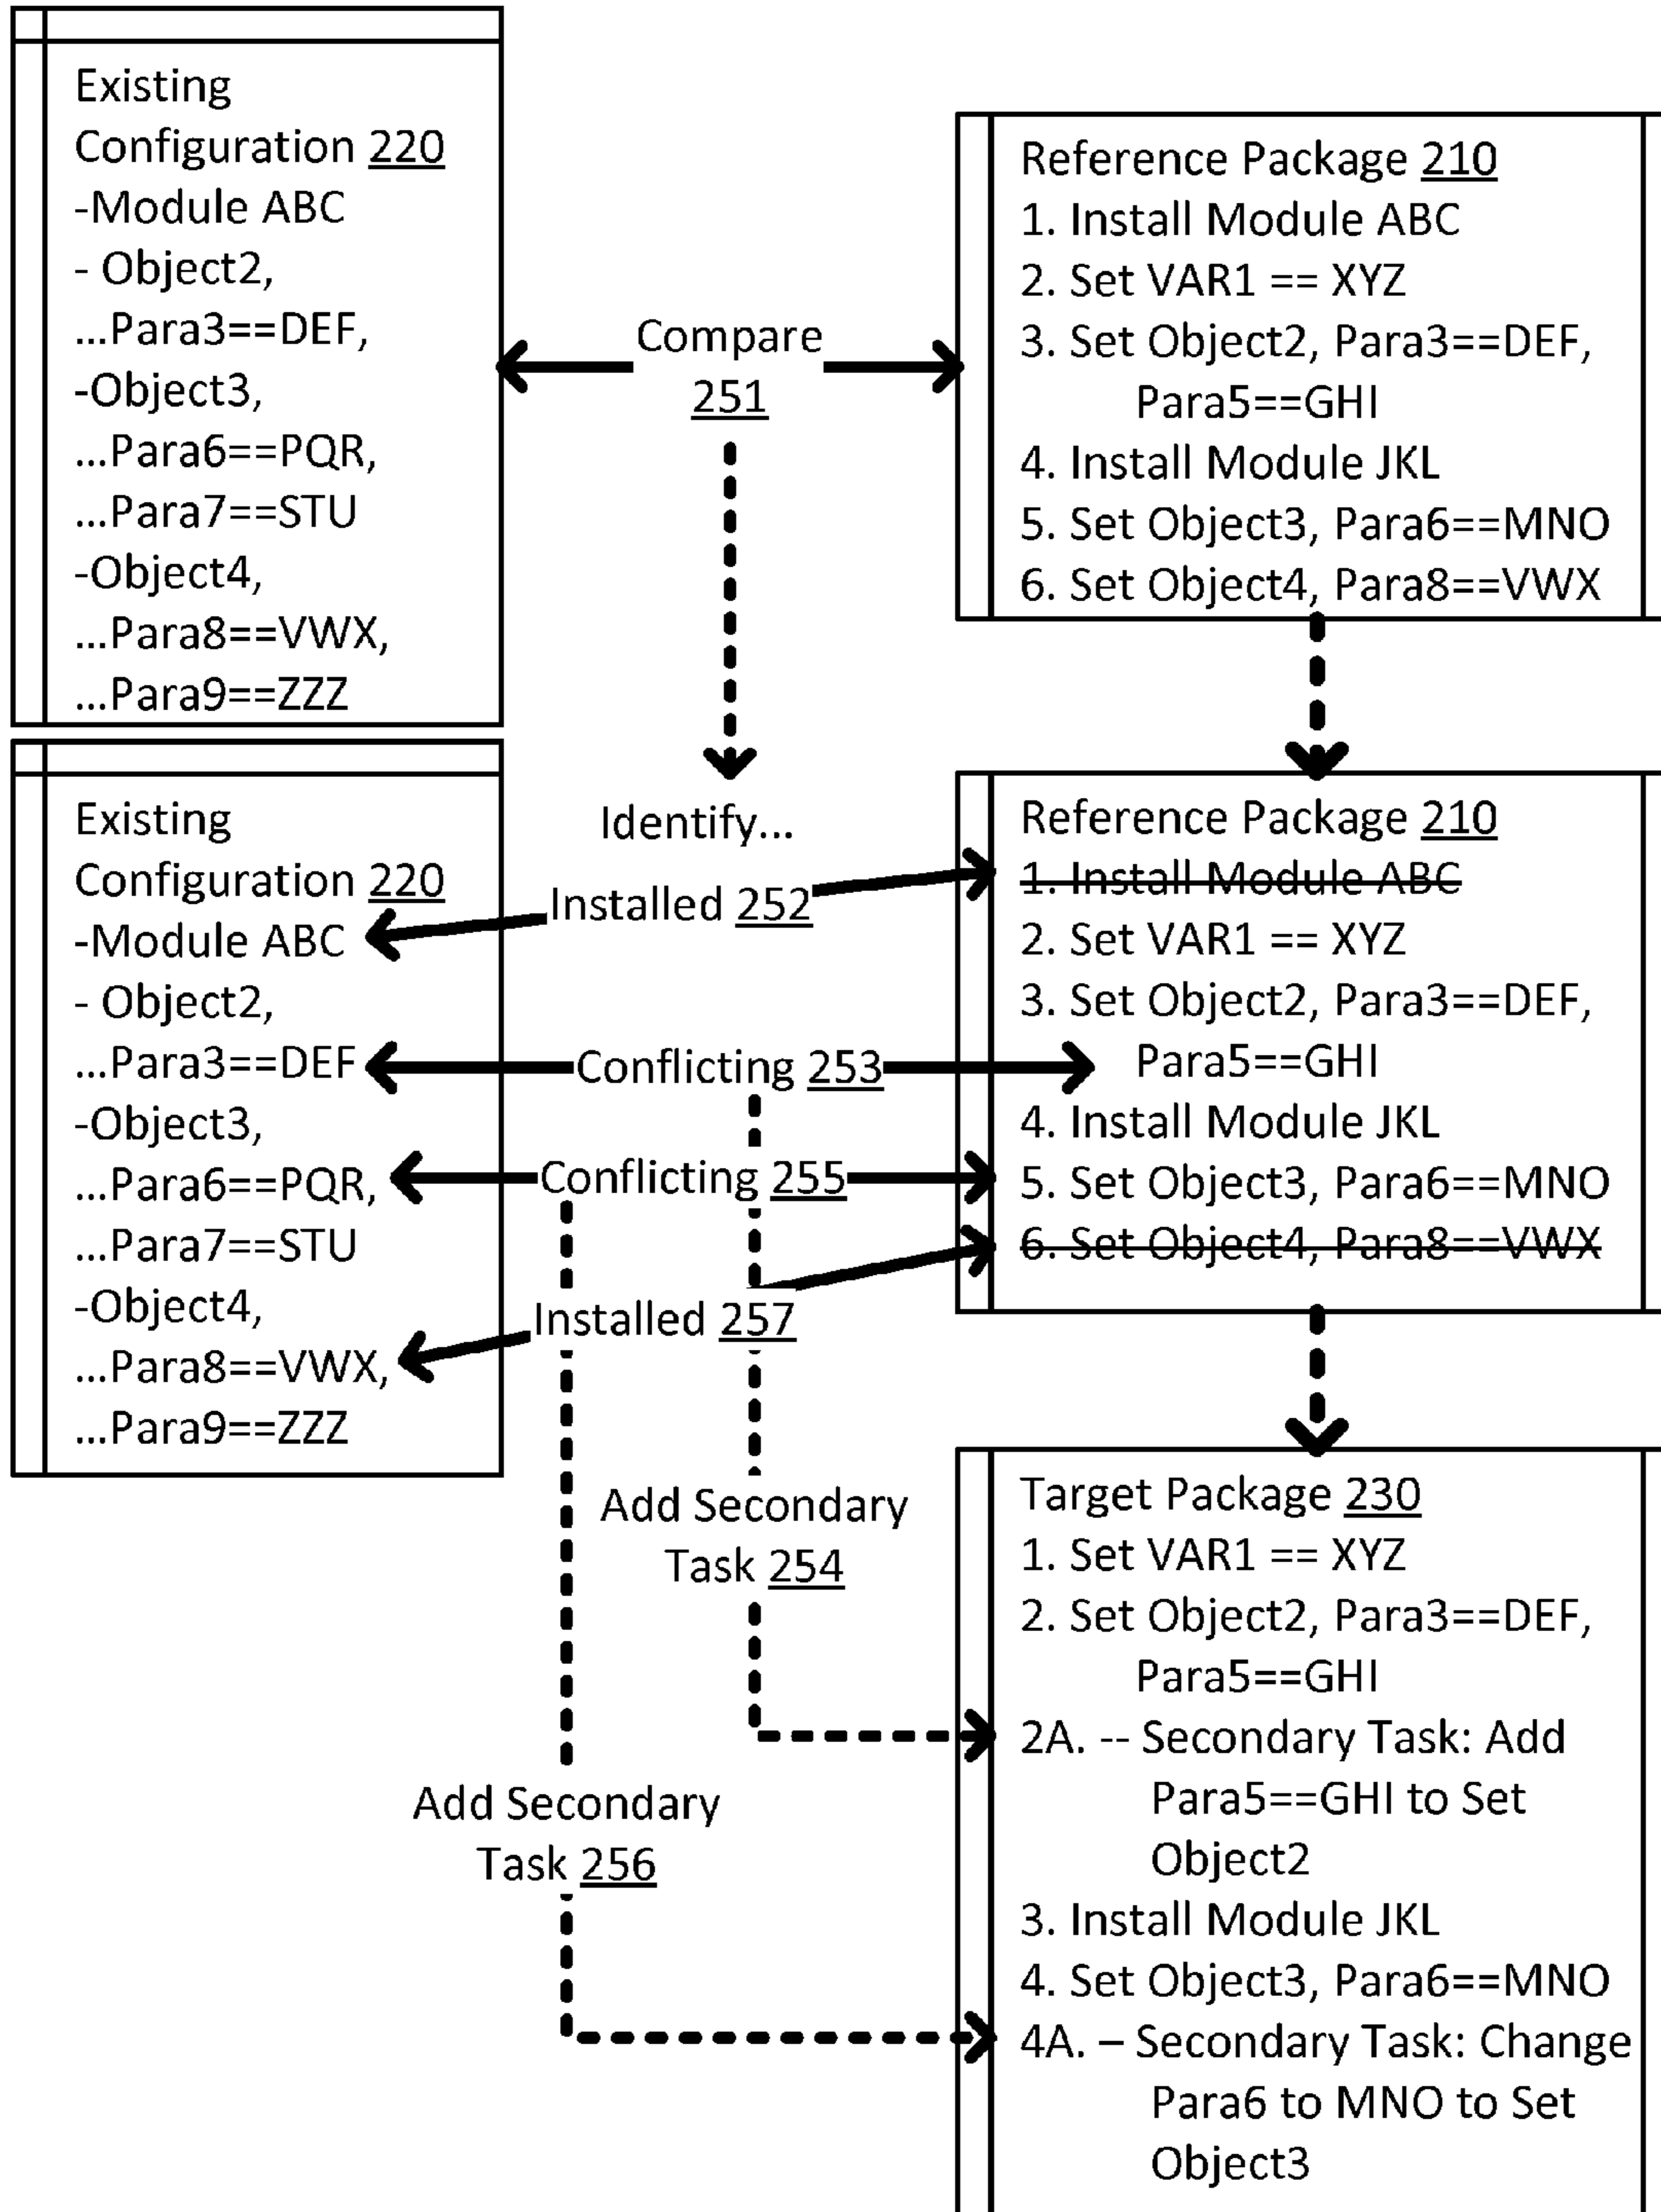 Existing
Configuration 220
-Module ABC
- Object2,
...Para3==DEF,
-Object3,
...Para6==PQR,
...Para7==STU
-Object4,
...Para8==VWX,
...Para9==ZZZ
Compare
251
Reference Package 210
1. Install Module ABC
2. Set VAR1 == XYZ
3. Set Object2, Para3==DEF,
Para5==GHI
4. Install Module JKL
5. Set Object3, Para6==MNO
6. Set Object4, Para8==VWX
Existing
Configuration 220
-Module ABC
- Object2,
...Para3==DEF
-Object3,
...Para6==PQR,
...Para7==STU
-Object4,
...Para8==VWX,
...Para9==ZZZ
Identify...
Installed 252
Conflicting 253
Conflicting 255
Installed 257
Reference Package 210
1. Install Module ABC
2. Set VAR1 == XYZ
3. Set Object2, Para3==DEF,
Para5==GHI
4. Install Module JKL
5. Set Object3, Para6==MNO
6. Set Object4, Para8==VWX
Add Secondary
Task 254
Add Secondary
Task 256
Target Package 230
1. Set VAR1 == XYZ
2. Set Object2, Para3==DEF,
Para5==GHI
2A. -- Secondary Task: Add
Para5==GHI to Set
Object2
3. Install Module JKL
4. Set Object3, Para6==MNO
4A. – Secondary Task: Change
Para6 to MNO to Set
Object3